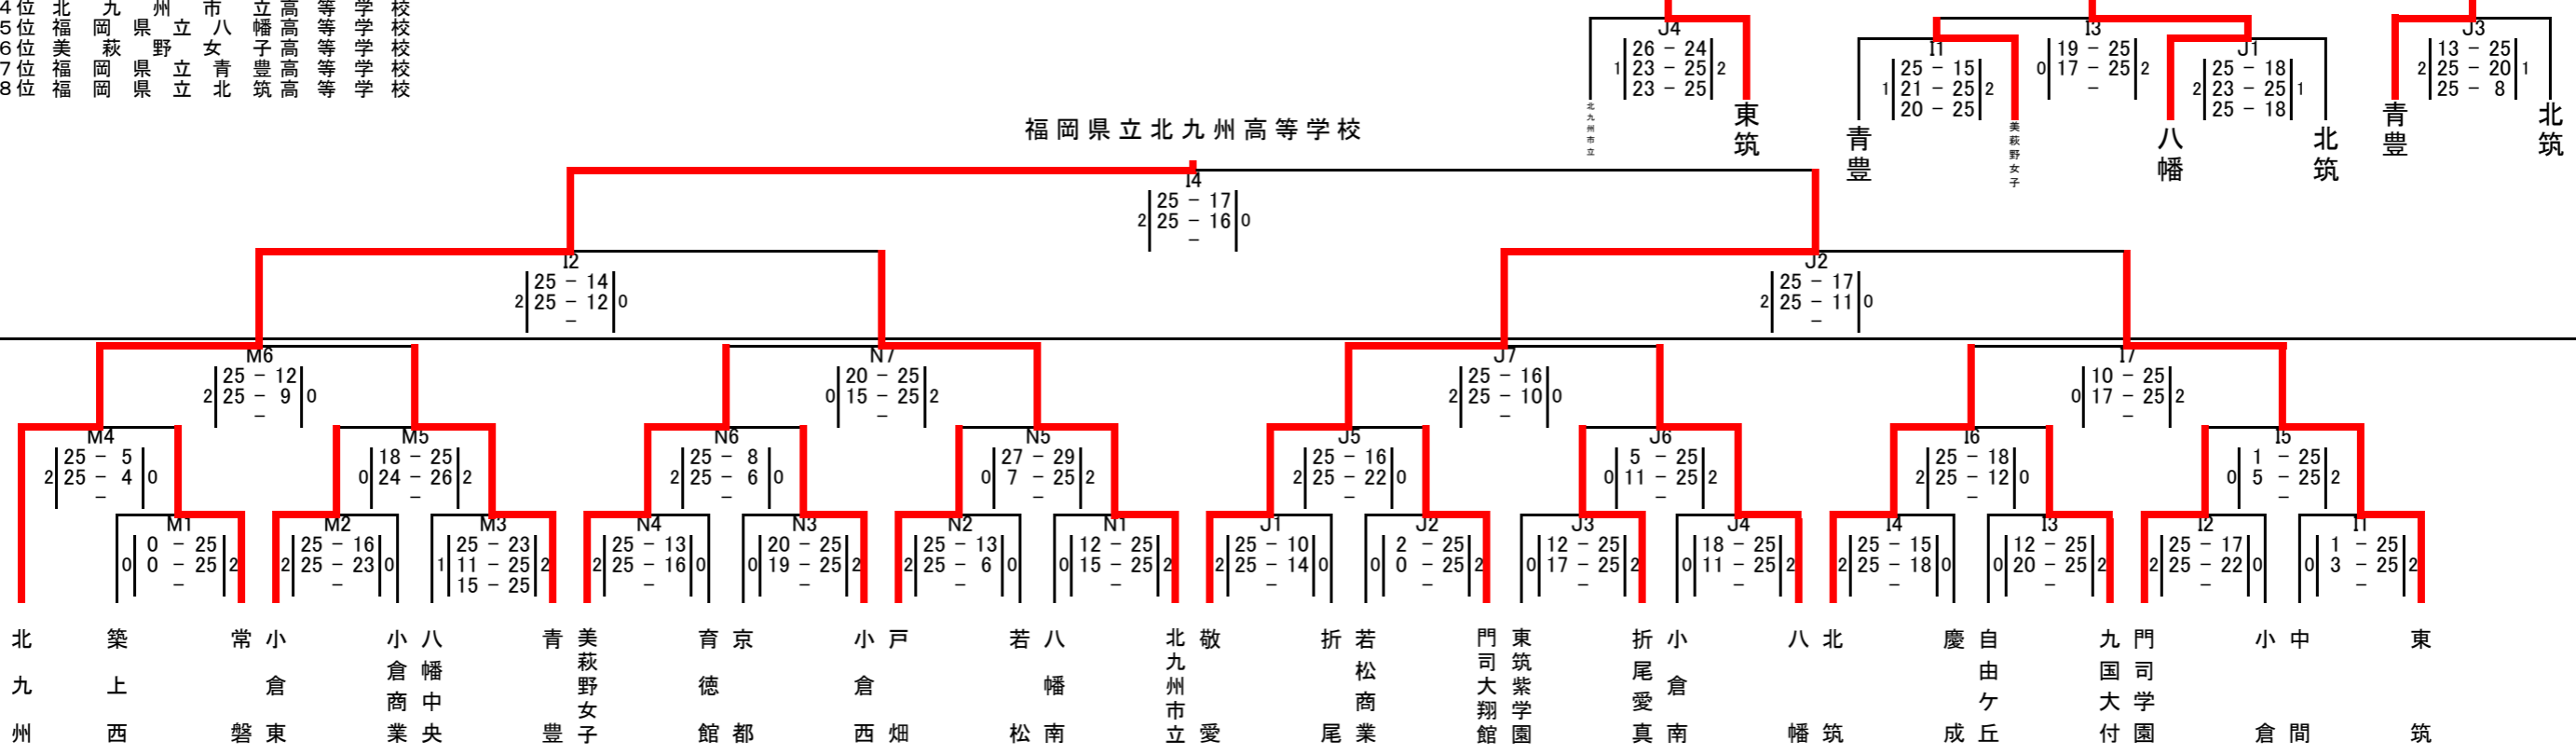 4位 北九州市立高等学校
5位 福岡県立八幡高等学校
6位 美萩野女子高等学校
7位 福岡県立青豊高等学校
8位 福岡県立北筑高等学校
J4
26 - 24
1 23 - 25 2
23 - 25
北九州市立
東筑
I3
19 - 25
0 17 - 25 2
-
I1
25 - 15
1 21 - 25 2
20 - 25
J1
25 - 18
2 23 - 25 1
25 - 18
青豊
美萩野女子
八幡
北筑
J3
13 - 25
2 25 - 20 1
25 - 8
青豊
北筑
福岡県立北九州高等学校
I4
25 - 17
2 25 - 16 0
-
I2
25 - 14
2 25 - 12 0
-
J2
25 - 17
2 25 - 11 0
-
M6
25 - 12
2 25 - 9 0
-
N7
20 - 25
0 15 - 25 2
-
J7
25 - 16
2 25 - 10 0
-
I7
10 - 25
0 17 - 25 2
-
M4
25 - 5
2 25 - 4 0
-
M5
18 - 25
0 24 - 26 2
-
N6
25 - 8
2 25 - 6 0
-
N5
27 - 29
0 7 - 25 2
-
J5
25 - 16
2 25 - 22 0
-
J6
5 - 25
0 11 - 25 2
-
I6
25 - 18
2 25 - 12 0
-
I5
1 - 25
0 5 - 25 2
-
M1
0 - 25
0 0 - 25 2
-
M2
25 - 16
2 25 - 23 0
-
M3
25 - 23
1 11 - 25 2
15 - 25
N4
25 - 13
2 25 - 16 0
-
N3
20 - 25
0 19 - 25 2
-
N2
25 - 13
2 25 - 6 0
-
N1
12 - 25
0 15 - 25 2
-
J1
25 - 10
2 25 - 14 0
-
J2
2 - 25
0 0 - 25 2
-
J3
12 - 25
0 17 - 25 2
-
J4
18 - 25
0 11 - 25 2
-
I4
25 - 15
2 25 - 18 0
-
I3
12 - 25
0 20 - 25 2
-
I2
25 - 17
2 25 - 22 0
-
I1
1 - 25
0 3 - 25 2
-
北九州
築上西
常磐
小倉東
小倉商業
八幡中央
青豊
美萩野女子
育徳館
京都
小倉西
戸畑
若松
八幡南
北九州市立
敬愛
折尾
若松商業
門司大翔館
東筑紫学園
折尾愛真
小倉南
八幡
北筑
慶成
自由ケ丘
九国大付
門司学園
小倉
中間
東筑